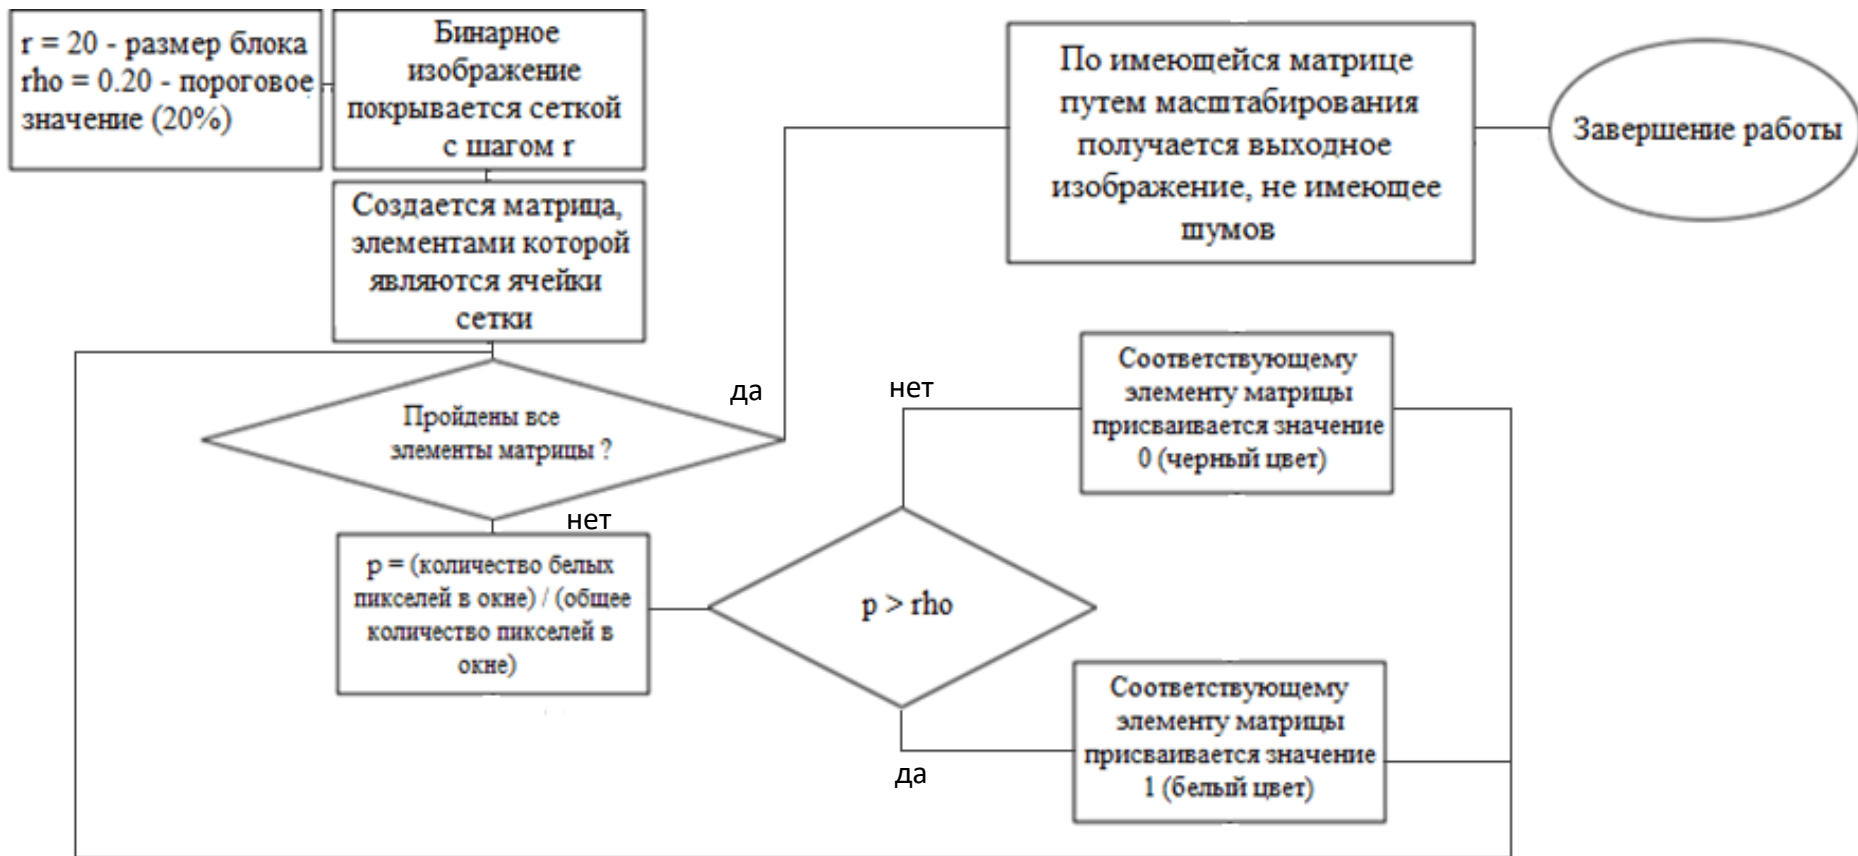 r = 20 - размер блока
rho = 0.20 - пороговое
значение (20%)
Бинарное
изображение
покрывается сеткой
с шагом r
Создается матрица,
элементами которой
являются ячейки
сетки
Пройдены все
элементы матрицы ?
да
нет
По имеющейся матрице
путем масштабирования
получается выходное
изображение, не имеющее
шумов
Завершение работы
p = (количество белых
пикселей в окне) / (общее
количество пикселей в
окне)
p > rho
нет
Соответствующему
элементу матрицы
присваивается значение
0 (черный цвет)
да
Соответствующему
элементу матрицы
присваивается значение
1 (белый цвет)